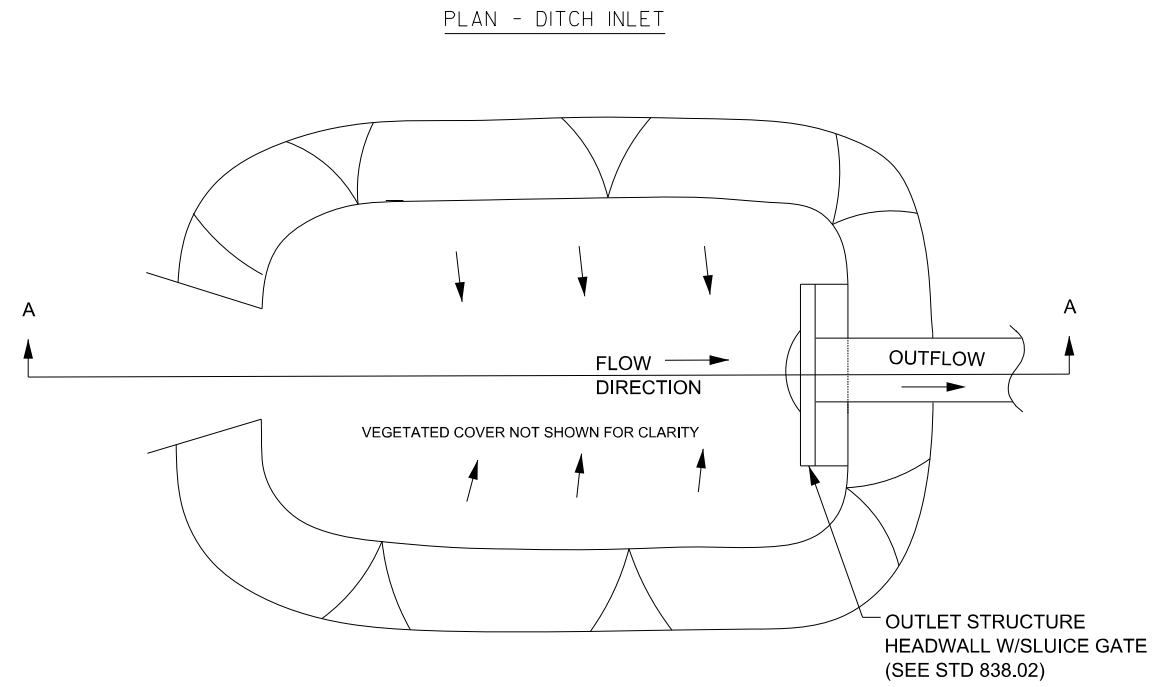 PLAN - DITCH INLET
A
A
FLOW
DIRECTION
OUTFLOW
VEGETATED COVER NOT SHOWN FOR CLARITY
OUTLET STRUCTURE
HEADWALL W/SLUICE GATE
(SEE STD 838.02)